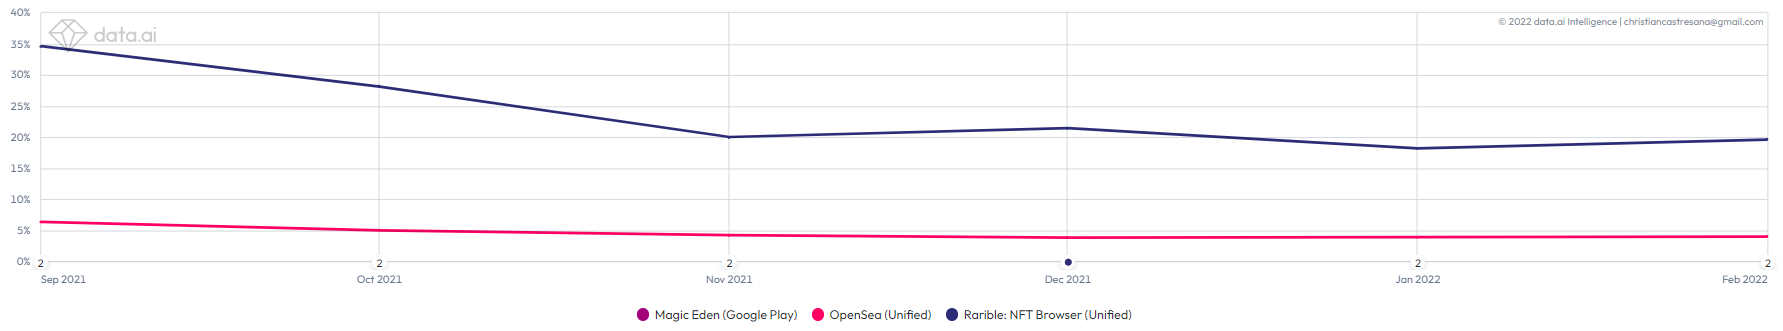 40%
35%
30%
25%
20%
15%
10%
5%
0%
data.ai
© 2022 data.ai Intelligence | christiancastresana@gmail.com
2 2 2 2 2
Sep 2021 Oct 2021 Nov 2021 Dec 2021 Jan 2022 Feb 2022
Magic Eden (Google Play) OpenSea (Unified) Rarible: NFT Browser (Unified)